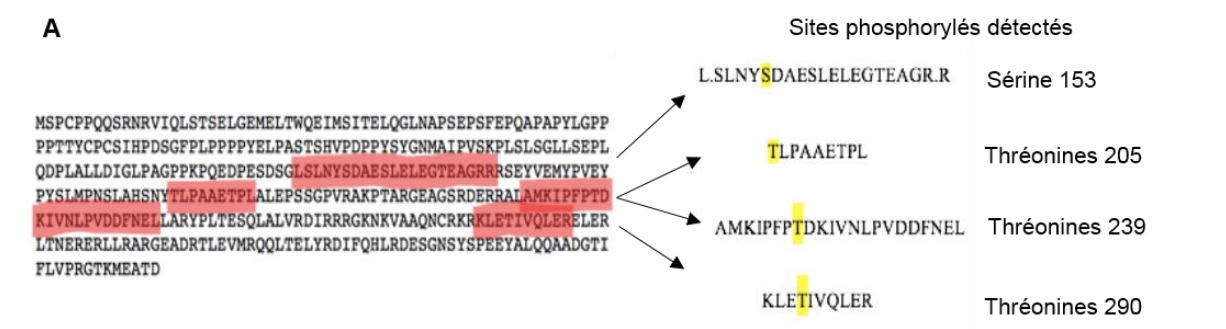 A
Sites phosphorylés détectés
MSPCPPQQSRNRVIQLSTSELGEMELTWQEIMSITELQGLNAPSEPSFEPQAPAPYLGPP
PPTTYCPCSIHPDSGFPLPPPPYELPASTSHVPDPPYSYGNMAIPVSKPLSLSGLLSEPL
QDPLALLDIGLPAGPPKPQEDPESDSGLSLNYSDAESLELEGTEAGRRRSEYVEMYPVEY
PYSLMPNSLAHSNYTLPAAETPLALEPSSGPVRAKPTARGEAGSRDERRALAMKIPFPTD
KIVNLPVDDFNELLARYPLTESQLALVRDIRRRGKNKVAAQNCRKRKLETIVQLERELER
LTNERERLLRARGEADRTLEVMRQQLTELYRDIFQHLRDESGNSYSPEEYALQQAADGTI
FLVPRGTKMEATD
L.SLNYSDAESLELEGTEAGR.R
Sérine 153
TLPAAETPL
Thréonines 205
AMKIPFPTDKIVNLPVDDFNEL
Thréonines 239
KLETIVQLER
Thréonines 290